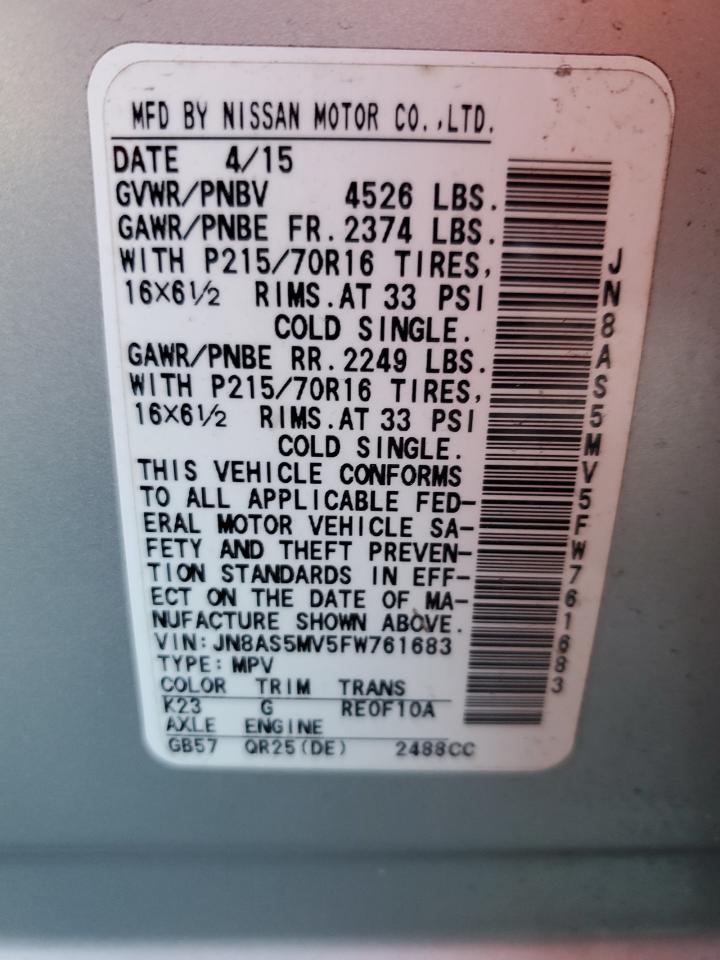 MFD BY NISSAN MOTOR CO.,LTD.
DATE 4/15
GVWR/PNBV 4526 LBS.
GAWR/PNBE FR.2374 LBS.
WITH P215/70R16 TIRES,
16×6½ RIMS.AT 33 PSI
COLD SINGLE.
GAWR/PNBE RR.2249 LBS.
WITH P215/70R16 TIRES,
16×6½ RIMS.AT 33 PSI
COLD SINGLE.
THIS VEHICLE CONFORMS
TO ALL APPLICABLE FED-
ERAL MOTOR VEHICLE SA-
FETY AND THEFT PREVEN-
TION STANDARDS IN EFF-
ECT ON THE DATE OF MA-
NUFACTURE SHOWN ABOVE.
VIN:JN8AS5MV5FW761683
TYPE:MPV
COLOR TRIM TRANS
K23 G RE0F10A
AXLE ENGINE
GB57 QR25(DE) 2488CC
JN8AS5MV5FW761683